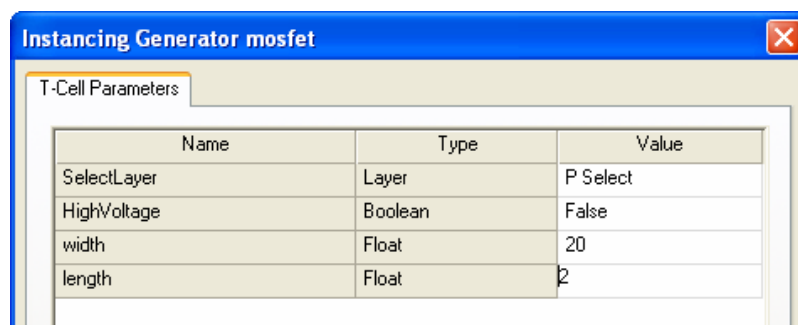 Instancing Generator mosfet
T-Cell Parameters
Name Type Value
SelectLayer Layer P Select
HighVoltage Boolean False
width Float 20
length Float 2